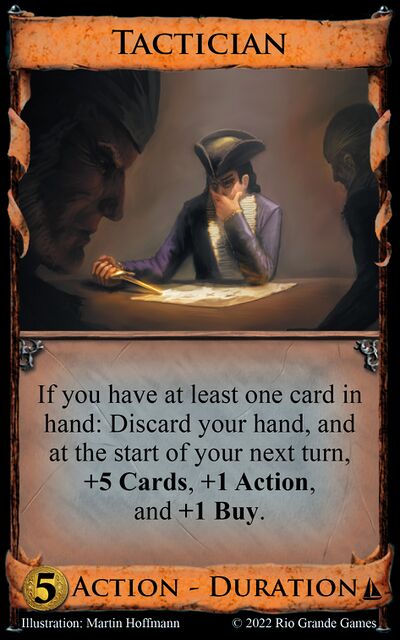 TACTICIAN
If you have at least one card in
hand: Discard your hand, and
at the start of your next turn,
+5 Cards, +1 Action,
and +1 Buy.
5 ACTION - DURATION
Illustration: Martin Hoffmann © 2022 Rio Grande Games